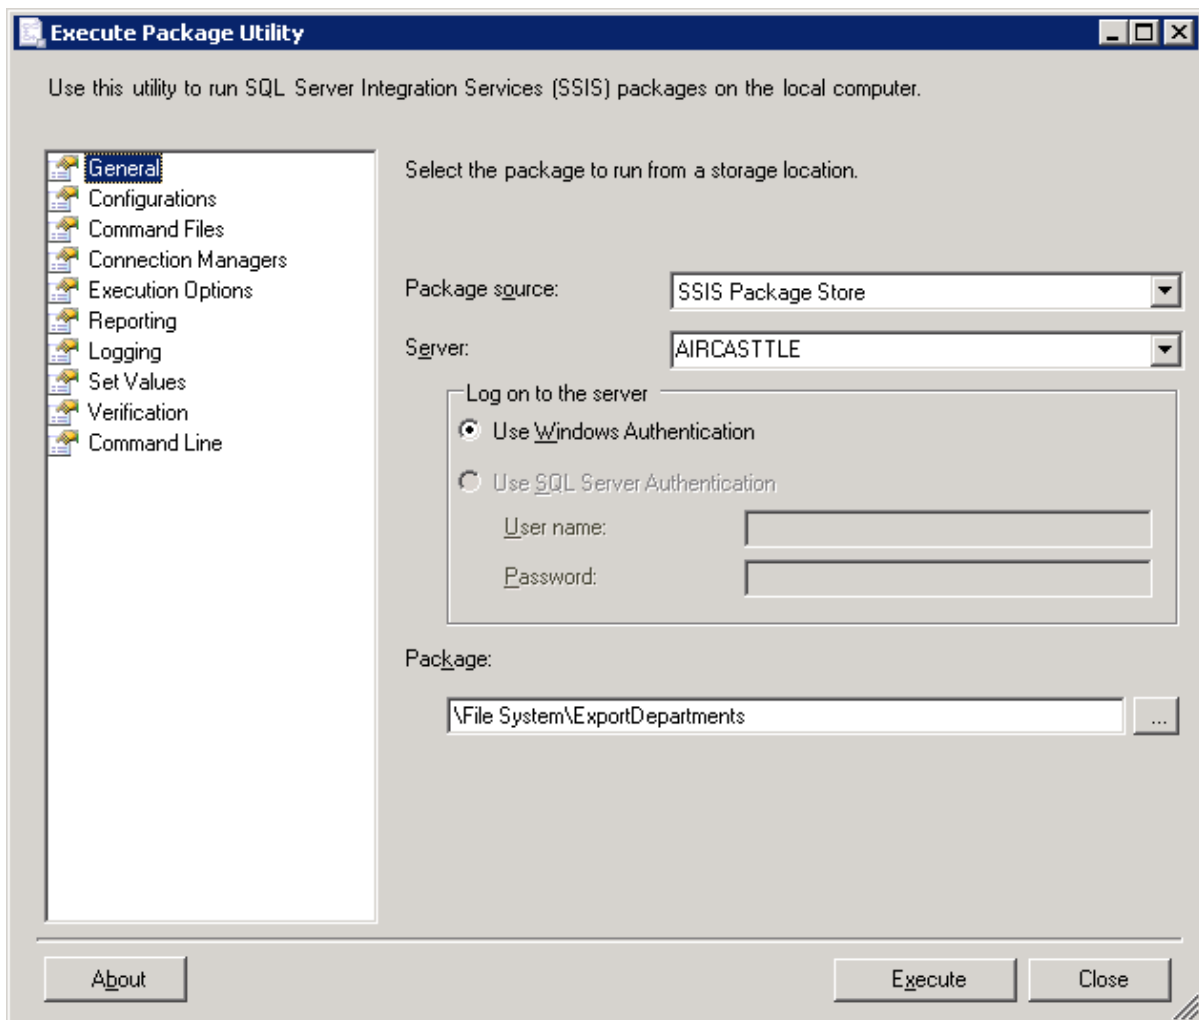 Execute Package Utility
Use this utility to run SQL Server Integration Services (SSIS) packages on the local computer.
General
Configurations
Command Files
Connection Managers
Execution Options
Reporting
Logging
Set Values
Verification
Command Line
Select the package to run from a storage location.
Package source: SSIS Package Store
Server: AIRCASTTLE
Log on to the server
Use Windows Authentication
Use SQL Server Authentication
User name:
Password:
Package:
\File System\ExportDepartments ...
About Execute Close